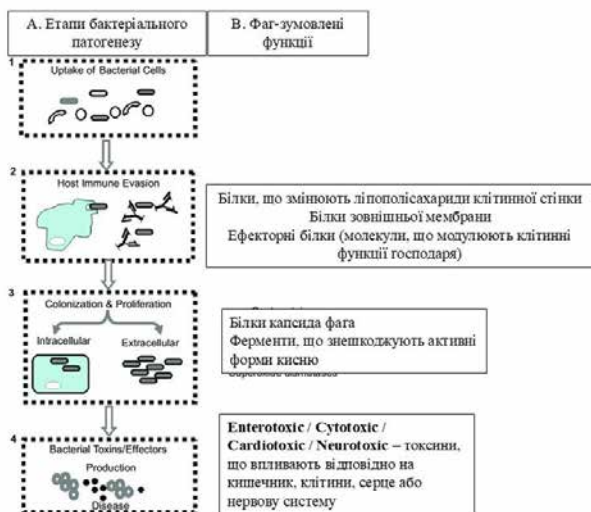 А. Етапи бактеріального
патогенезу
В. Фаг-зумовлені
функції
1
Uptake of Bacterial Cells
2
Host Immune Evasion
Білки, що змінюють ліпополісахариди клітинної стінки
Білки зовнішньої мембрани
Ефекторні білки (молекули, що модулюють клітинні
функції господаря)
3
Colonization & Proliferation
Intracellular
Extracellular
Білки капсида фага
Ферменти, що знешкоджують активні
форми кисню
4
Bacterial Toxins/Effectors
Production
Disease
Enterotoxic / Cytotoxic /
Cardiotoxic / Neurotoxic – токсини,
що впливають відповідно на
кишечник, клітини, серце або
нервову систему